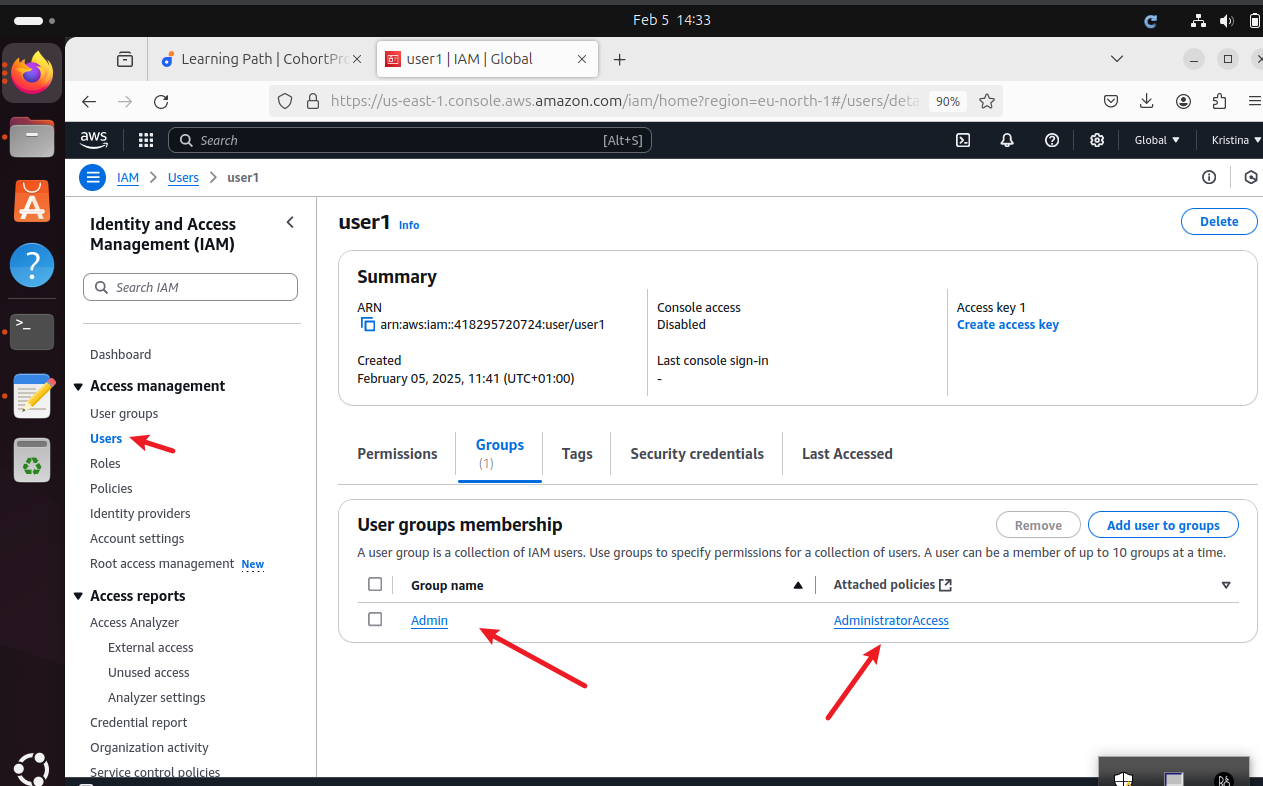 Feb 5 14:33
Learning Path | CohortPro
user1 | IAM | Global
https://us-east-1.console.aws.amazon.com/iam/home?region=eu-north-1#/users/deta
90%
aws
Search
[Alt+S]
Global
Kristina
IAM
Users
user1
Identity and Access
Management (IAM)
Search IAM
Dashboard
Access management
User groups
Users
Roles
Policies
Identity providers
Account settings
Root access management New
Access reports
Access Analyzer
External access
Unused access
Analyzer settings
Credential report
Organization activity
Service control policies
user1 Info
Delete
Summary
ARN
arn:aws:iam::418295720724:user/user1
Created
February 05, 2025, 11:41 (UTC+01:00)
Console access
Disabled
Last console sign-in
-
Access key 1
Create access key
Permissions
Groups
(1)
Tags
Security credentials
Last Accessed
User groups membership
Remove
Add user to groups
A user group is a collection of IAM users. Use groups to specify permissions for a collection of users. A user can be a member of up to 10 groups at a time.
Group name
Attached policies
Admin
AdministratorAccess